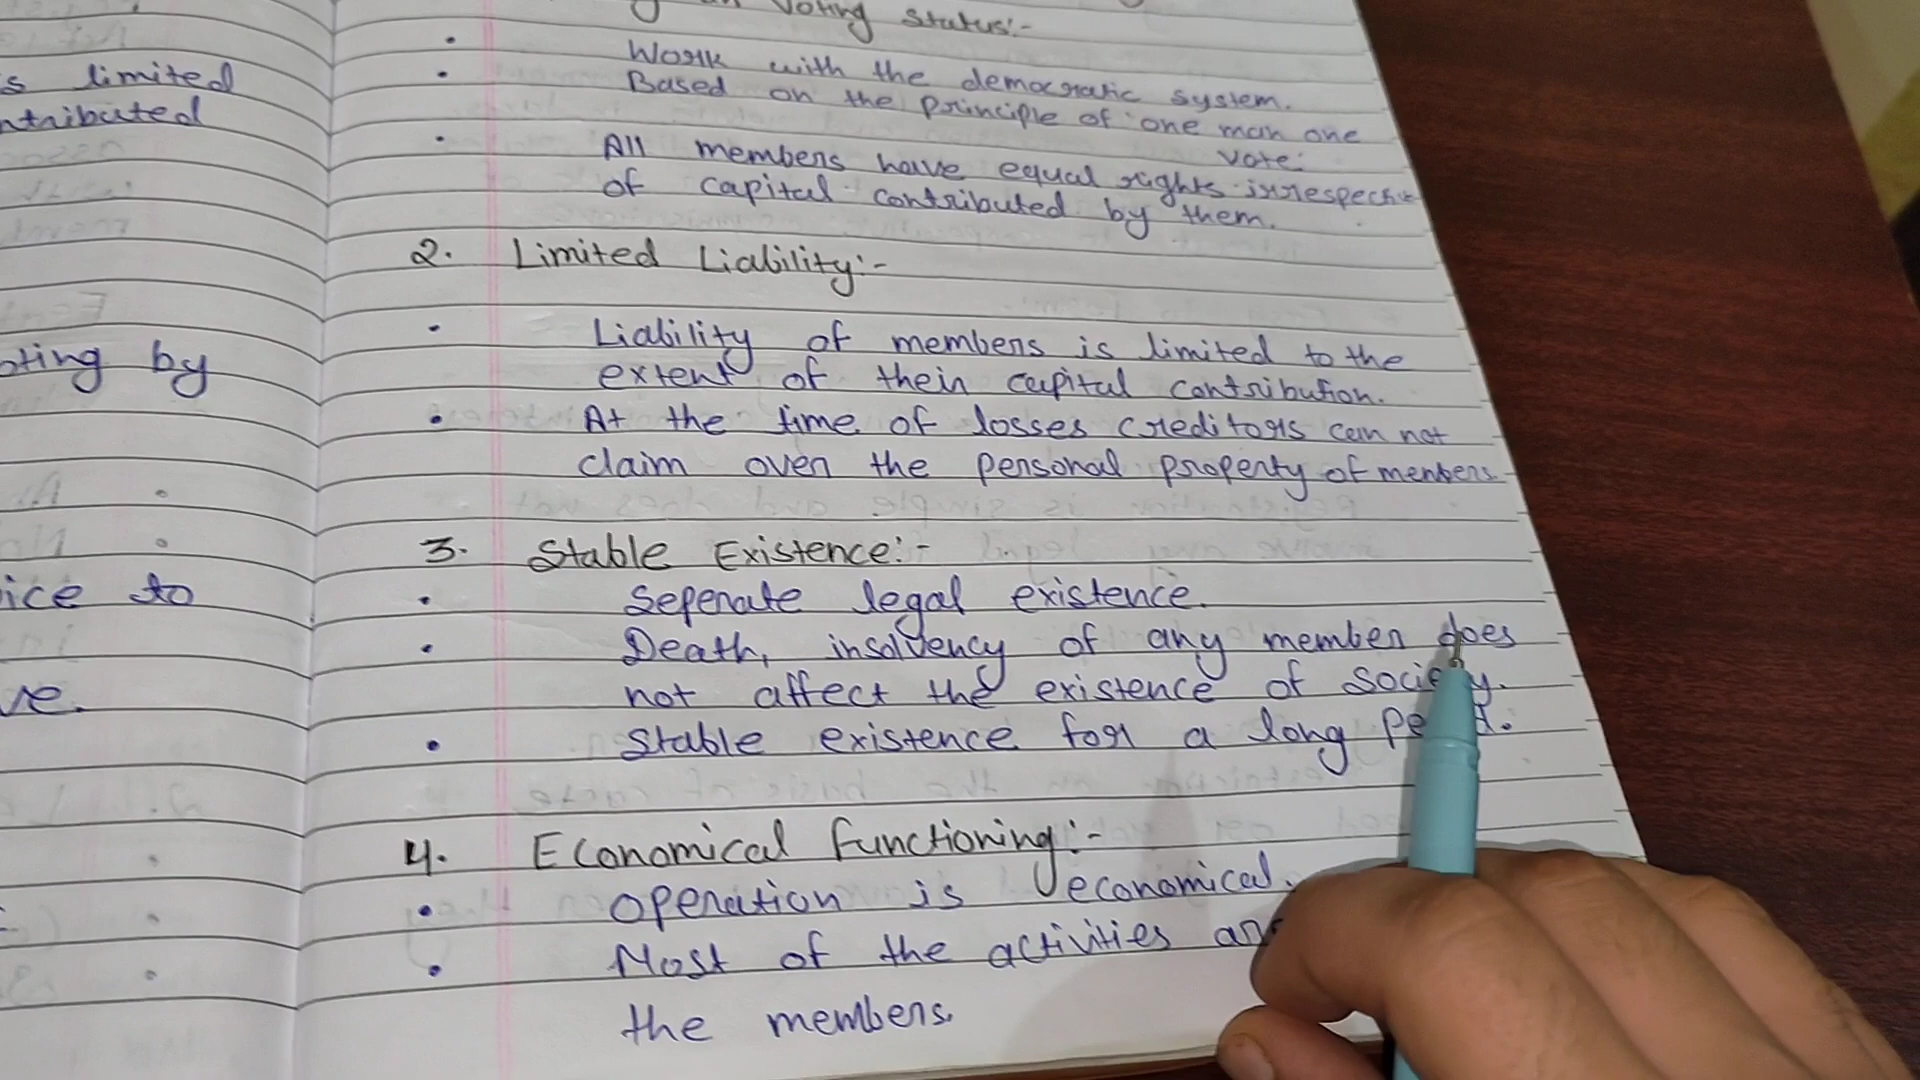 s limited
ntributed
ting by
ice to
ve.
Voting Status:-
• Work with the democratic system.
• Based on the principle of one man one
vote.
• All members have equal rights irrespective
of capital contributed by them.
2. Limited Liability:-
• Liability of members is limited to the
extent of their capital contribution.
• At the time of losses creditors can not
claim over the personal property of members.
3. Stable Existence:-
• Seperate legal existence.
• Death, insolvency of any member does
not affect the existence of society.
• Stable existence for a long
4. Economical functioning:-
• Operation is economical.
• Most of the activities
the members.